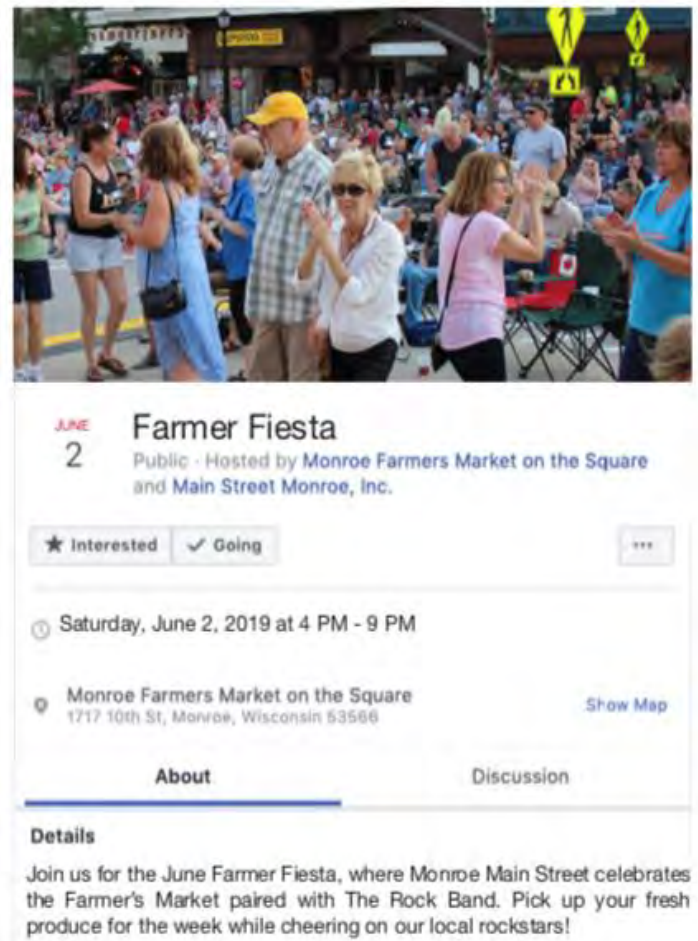 JUNE
2
Farmer Fiesta
Public · Hosted by Monroe Farmers Market on the Square
and Main Street Monroe, Inc.
★ Interested ✓ Going ...
Saturday, June 2, 2019 at 4 PM - 9 PM
Monroe Farmers Market on the Square
Show Map
1717 10th St, Monroe, Wisconsin 53566
About Discussion
Details
Join us for the June Farmer Fiesta, where Monroe Main Street celebrates
the Farmer's Market paired with The Rock Band. Pick up your fresh
produce for the week while cheering on our local rockstars!